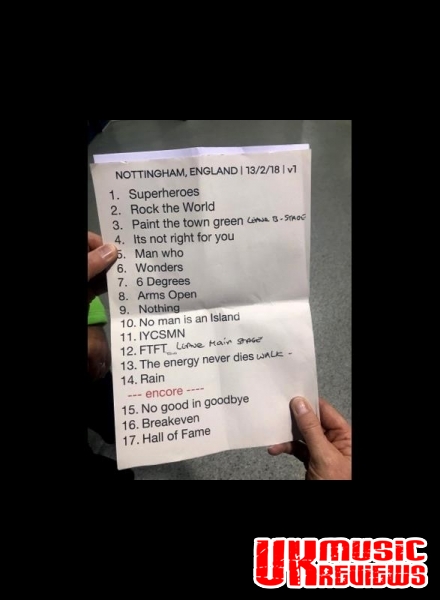 NOTTINGHAM, ENGLAND | 13/2/18 | v1
1. Superheroes
2. Rock the World
3. Paint the town green LEAVE B-STAGE
4. Its not right for you
5. Man who
6. Wonders
7. 6 Degrees
8. Arms Open
9. Nothing
10. No man is an Island
11. IYCSMN
12. FTFT LEAVE MAIN STAGE
13. The energy never dies WALK -
14. Rain
--- encore ----
15. No good in goodbye
16. Breakeven
17. Hall of Fame
UK MUSIC
REVIEWS